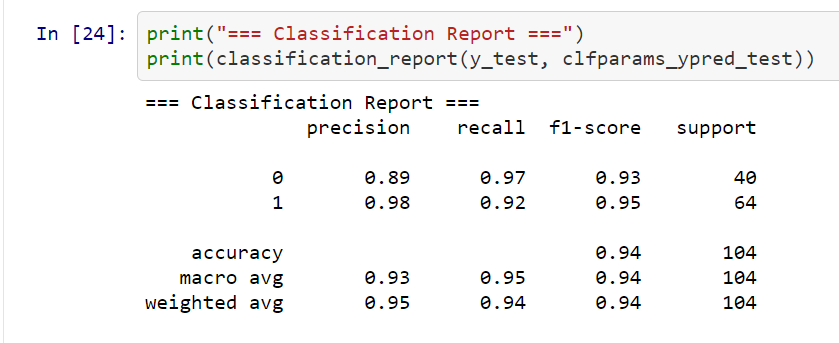 In [24]: print("=== Classification Report ===")
print(classification_report(y_test, clfparams_ypred_test))
=== Classification Report ===
precision recall f1-score support
0 0.89 0.97 0.93 40
1 0.98 0.92 0.95 64
accuracy 0.94 104
macro avg 0.93 0.95 0.94 104
weighted avg 0.95 0.94 0.94 104